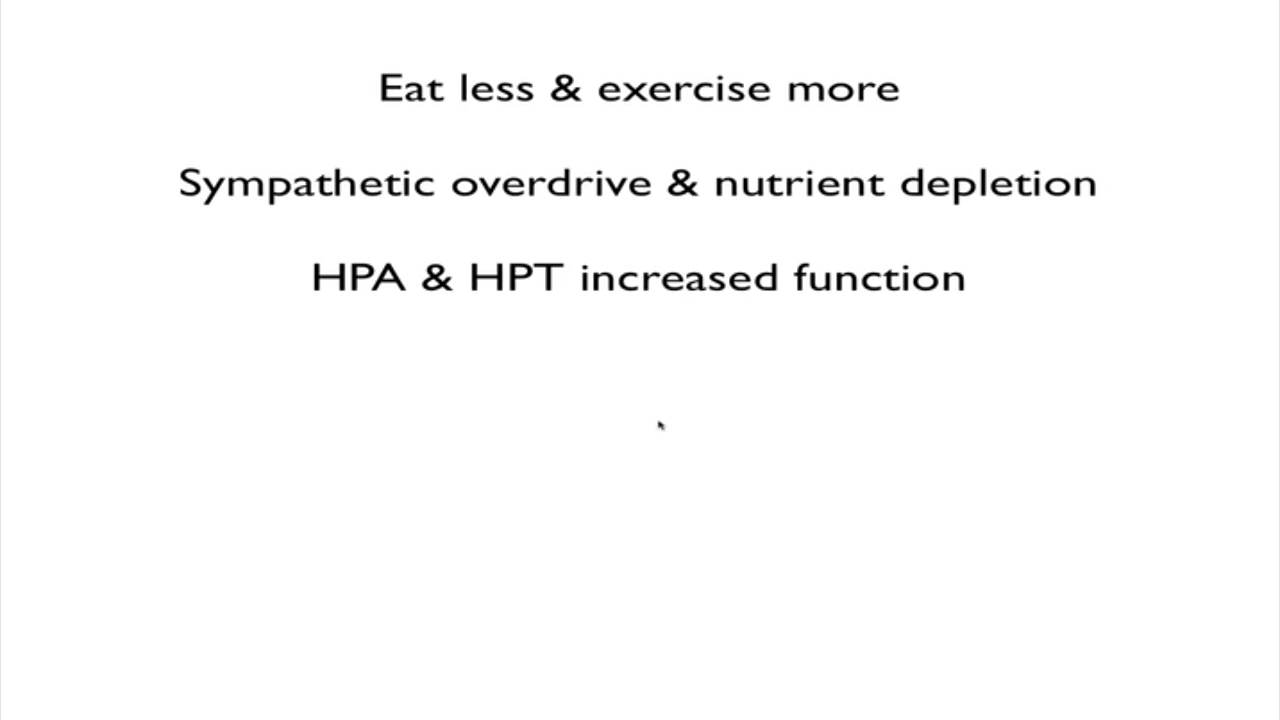 Eat less & exercise more
Sympathetic overdrive & nutrient depletion
HPA & HPT increased function